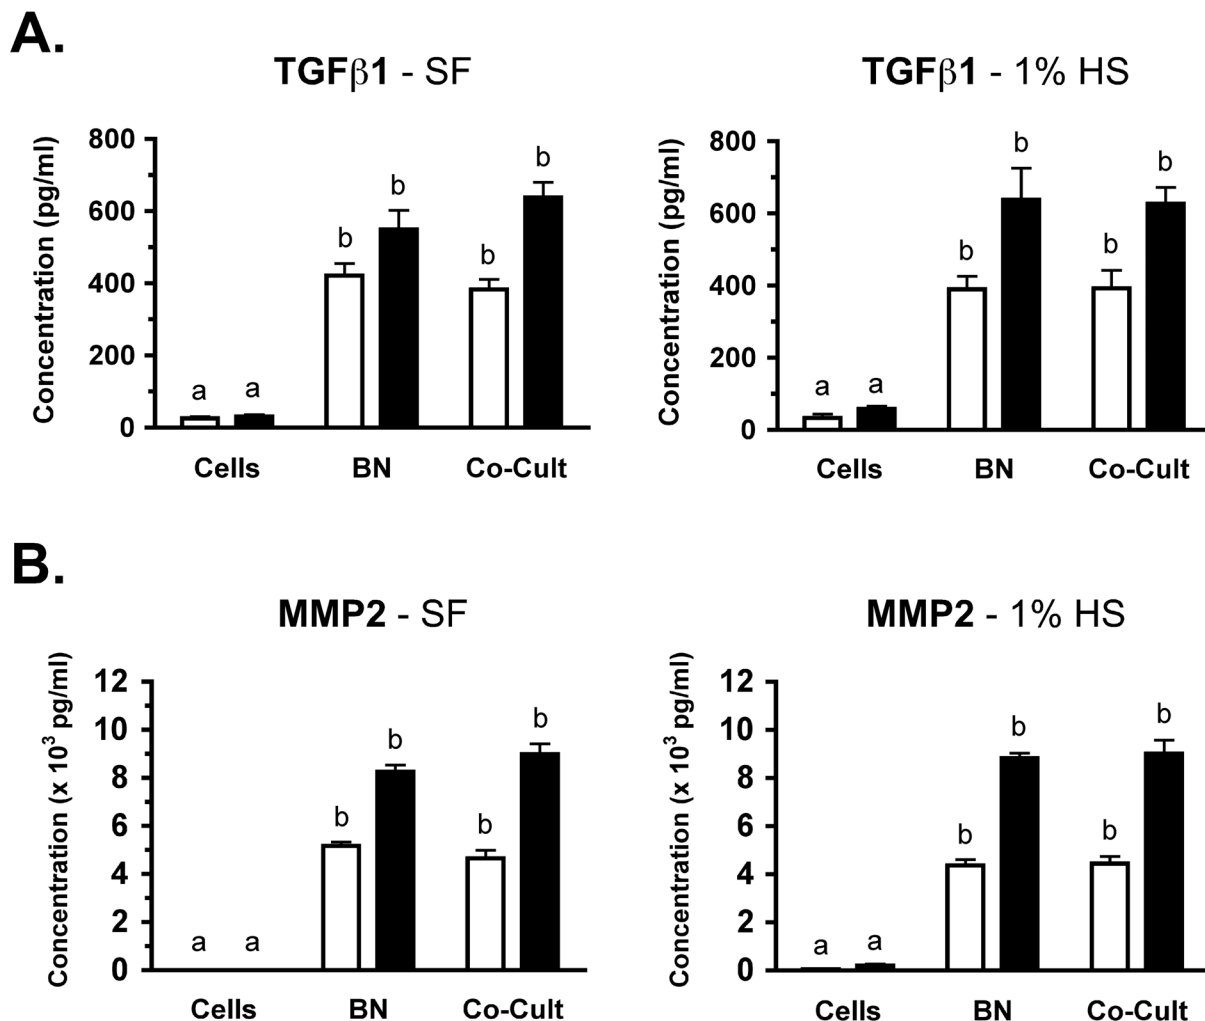 A.
TGFβ1 - SF
Concentration (pg/ml)
800
600
400
200
0
a
a
b
b
b
b
Cells
BN
Co-Cult
TGFβ1 - 1% HS
Concentration (pg/ml)
800
600
400
200
0
a
a
b
b
b
b
Cells
BN
Co-Cult
B.
MMP2 - SF
Concentration (x 10³ pg/ml)
12
10
8
6
4
2
0
a
a
b
b
b
b
Cells
BN
Co-Cult
MMP2 - 1% HS
Concentration (x 10³ pg/ml)
12
10
8
6
4
2
0
a
a
b
b
b
b
Cells
BN
Co-Cult